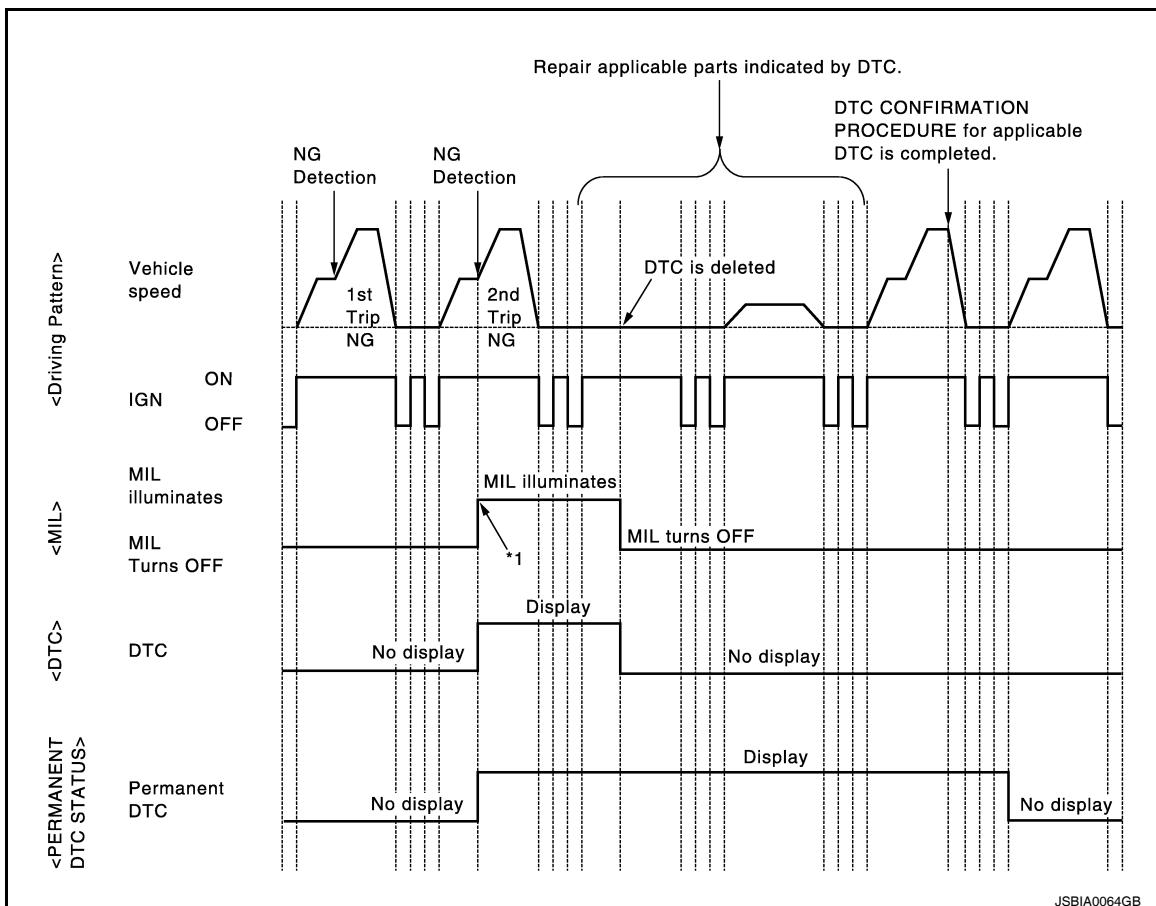 Repair applicable parts indicated by DTC.
DTC CONFIRMATION
PROCEDURE for applicable
DTC is completed.
NG
Detection
NG
Detection
<Driving Pattern>
Vehicle
speed
1st
Trip
NG
2nd
Trip
NG
DTC is deleted
IGN
ON
OFF
<MIL>
MIL
illuminates
MIL
Turns OFF
MIL illuminates
*1
MIL turns OFF
<DTC>
DTC
No display
Display
No display
<PERMANENT
DTC STATUS>
Permanent
DTC
No display
Display
No display
JSBIA0064GB